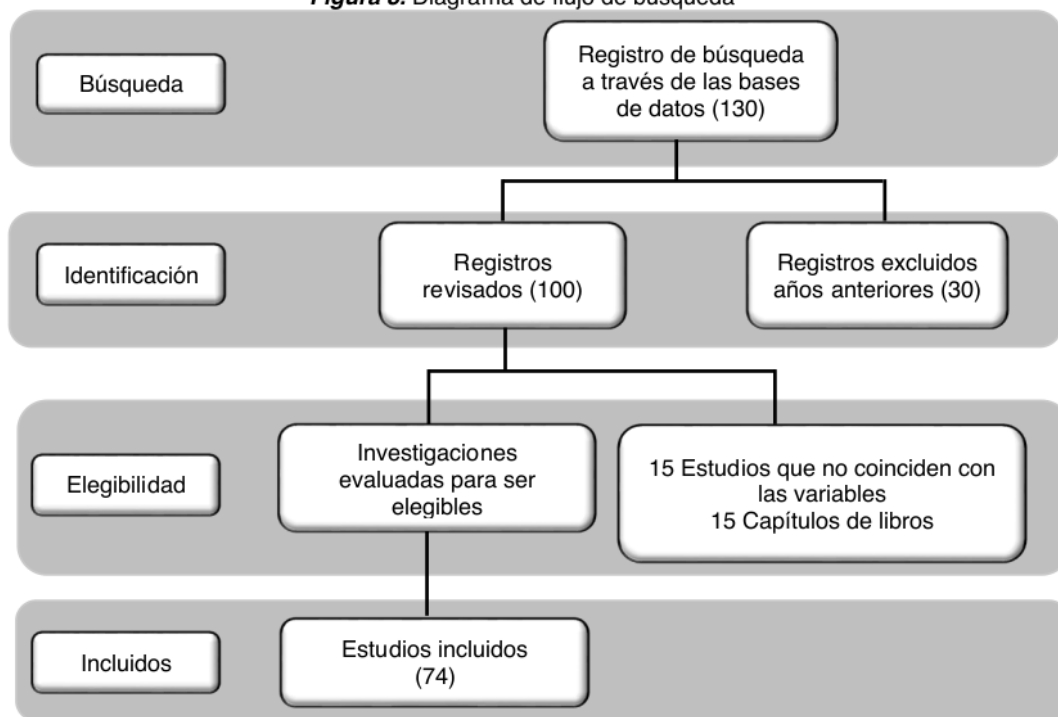 Figura 3. Diagrama de flujo de búsqueda
Búsqueda
Registro de búsqueda
a través de las bases
de datos (130)
Identificación
Registros
revisados (100)
Registros excluidos
años anteriores (30)
Elegibilidad
Investigaciones
evaluadas para ser
elegibles
15 Estudios que no coinciden con
las variables
15 Capítulos de libros
Incluidos
Estudios incluidos
(74)